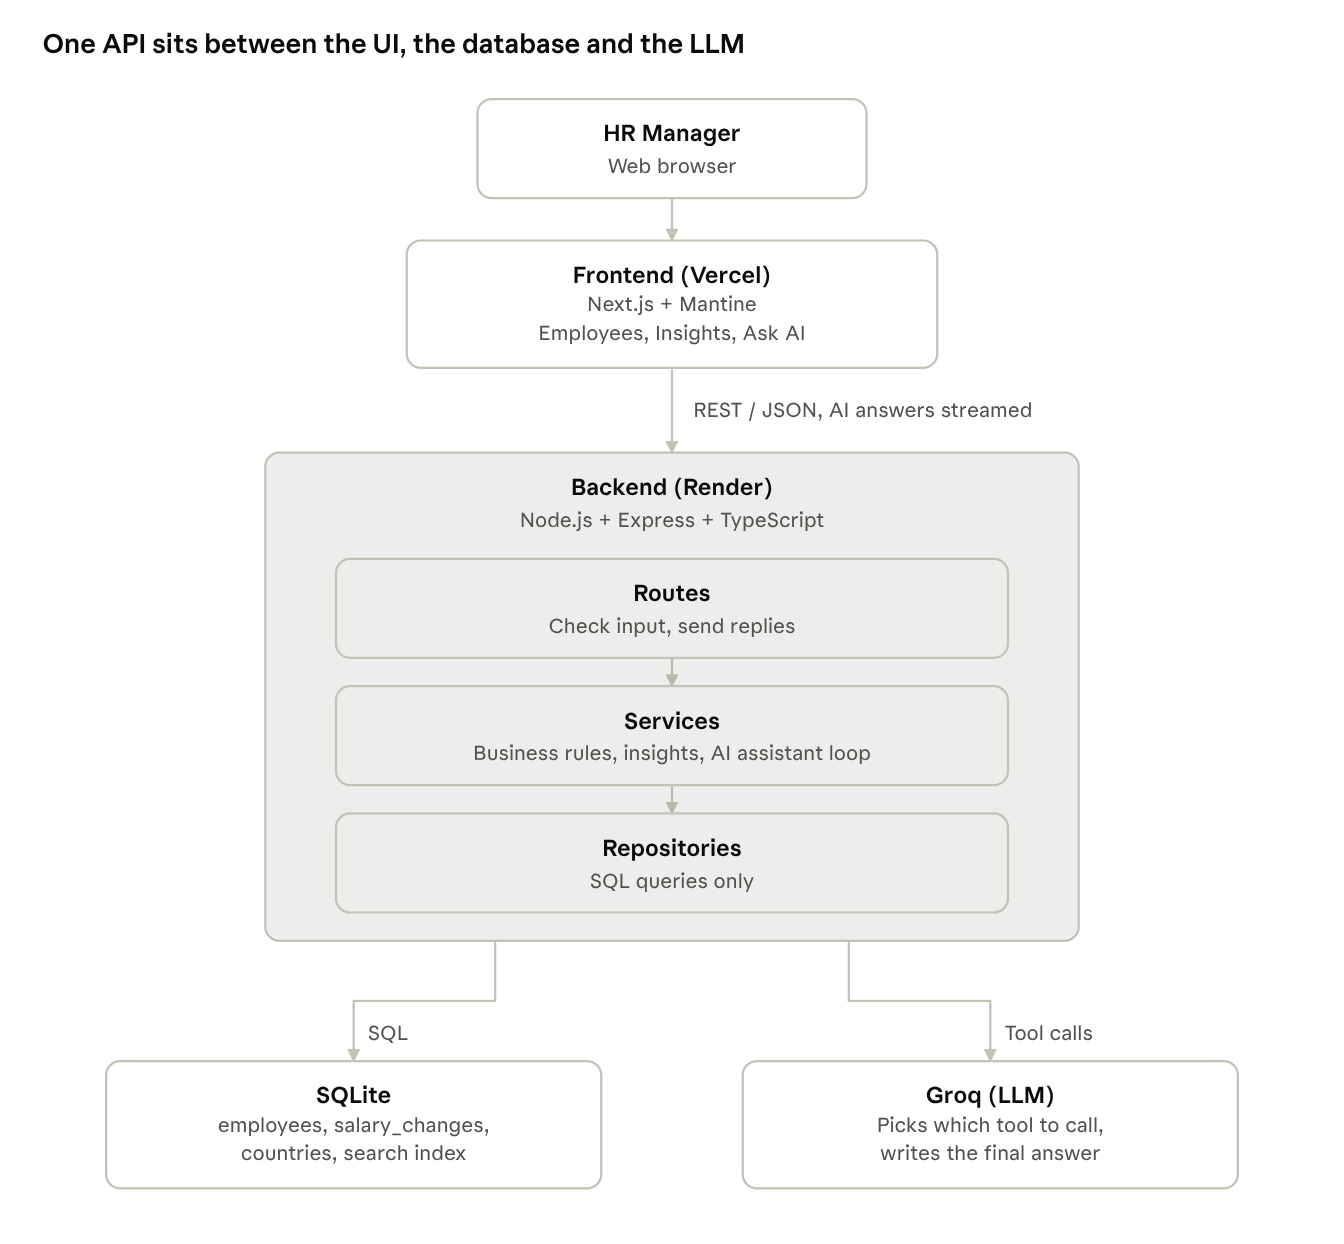 One API sits between the UI, the database and the LLM
HR Manager
Web browser
Frontend (Vercel)
Next.js + Mantine
Employees, Insights, Ask AI
REST / JSON, AI answers streamed
Backend (Render)
Node.js + Express + TypeScript
Routes
Check input, send replies
Services
Business rules, insights, AI assistant loop
Repositories
SQL queries only
SQL
Tool calls
SQLite
employees, salary_changes,
countries, search index
Groq (LLM)
Picks which tool to call,
writes the final answer